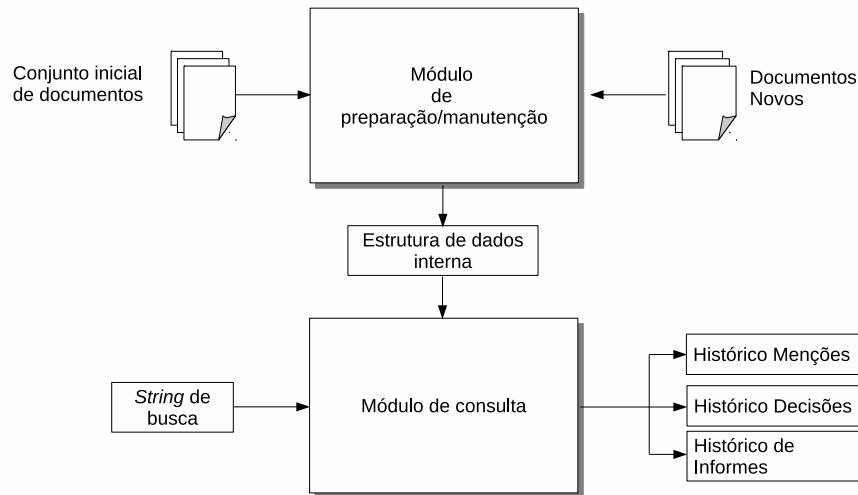 Conjunto inicial
de documentos
Módulo
de
preparação/manutenção
Documentos
Novos
Estrutura de dados
interna
String de
busca
Módulo de consulta
Histórico Menções
Histórico Decisões
Histórico de
Informes